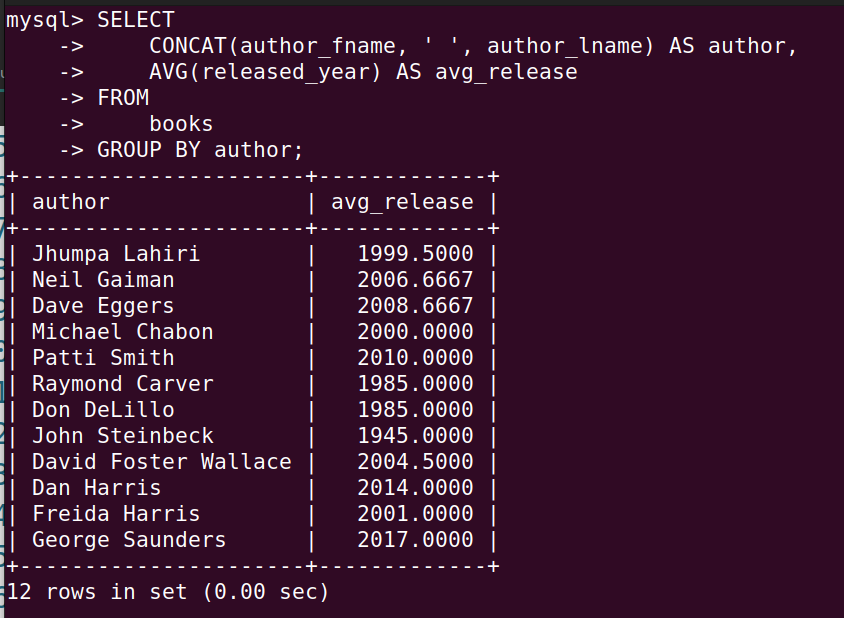 mysql> SELECT
    ->     CONCAT(author_fname, ' ', author_lname) AS author,
    ->     AVG(released_year) AS avg_release
    -> FROM
    ->     books
    -> GROUP BY author;
+----------------------+-------------+
| author               | avg_release |
+----------------------+-------------+
| Jhumpa Lahiri        |   1999.5000 |
| Neil Gaiman          |   2006.6667 |
| Dave Eggers          |   2008.6667 |
| Michael Chabon       |   2000.0000 |
| Patti Smith          |   2010.0000 |
| Raymond Carver       |   1985.0000 |
| Don DeLillo          |   1985.0000 |
| John Steinbeck       |   1945.0000 |
| David Foster Wallace |   2004.5000 |
| Dan Harris           |   2014.0000 |
| Freida Harris        |   2001.0000 |
| George Saunders      |   2017.0000 |
+----------------------+-------------+
12 rows in set (0.00 sec)